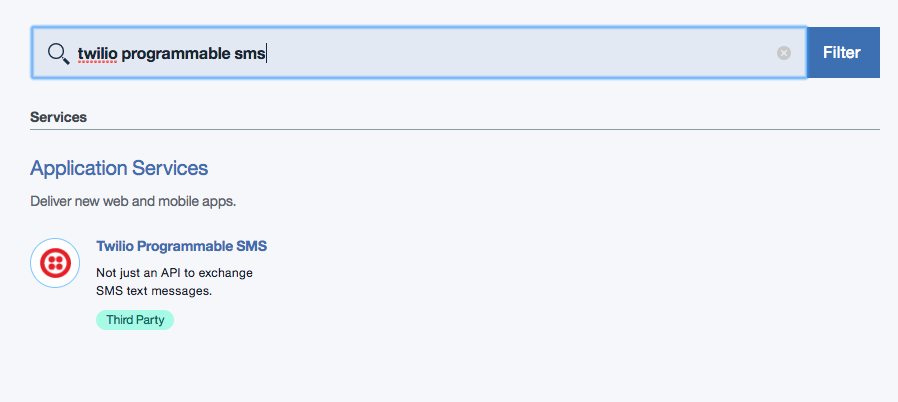 twilio programmable sms
Filter
Services
Application Services
Deliver new web and mobile apps.
Twilio Programmable SMS
Not just an API to exchange
SMS text messages.
Third Party